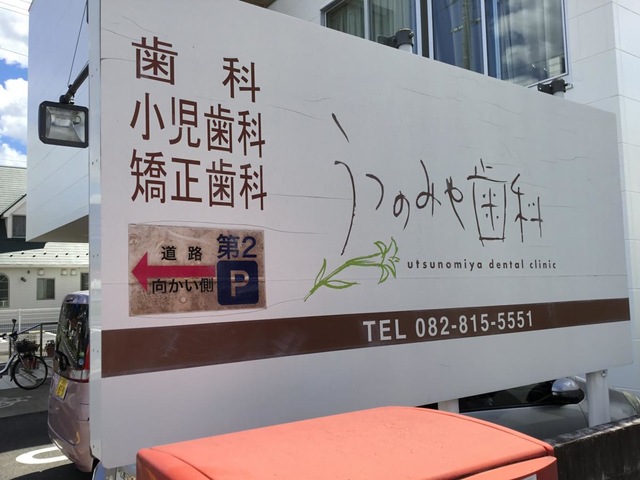 歯科
小児歯科
矯正歯科
うつのみや歯科
utsunomiya dental clinic
道路 第2
向かい側 P
TEL 082-815-5551